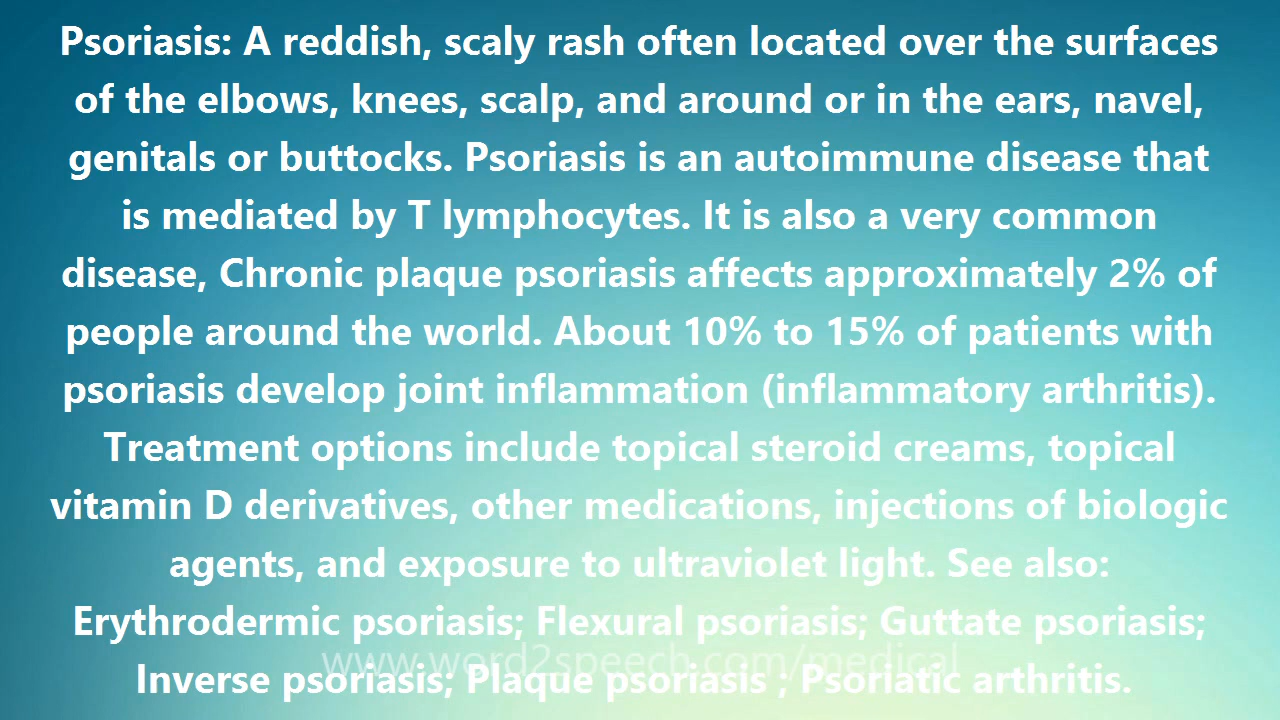 Psoriasis: A reddish, scaly rash often located over the surfaces
of the elbows, knees, scalp, and around or in the ears, navel,
genitals or buttocks. Psoriasis is an autoimmune disease that
is mediated by T lymphocytes. It is also a very common
disease, Chronic plaque psoriasis affects approximately 2% of
people around the world. About 10% to 15% of patients with
psoriasis develop joint inflammation (inflammatory arthritis).
Treatment options include topical steroid creams, topical
vitamin D derivatives, other medications, injections of biologic
agents, and exposure to ultraviolet light. See also:
Erythrodermic psoriasis; Flexural psoriasis; Guttate psoriasis;
www.word2speech.com/medical
Inverse psoriasis; Plaque psoriasis ; Psoriatic arthritis.